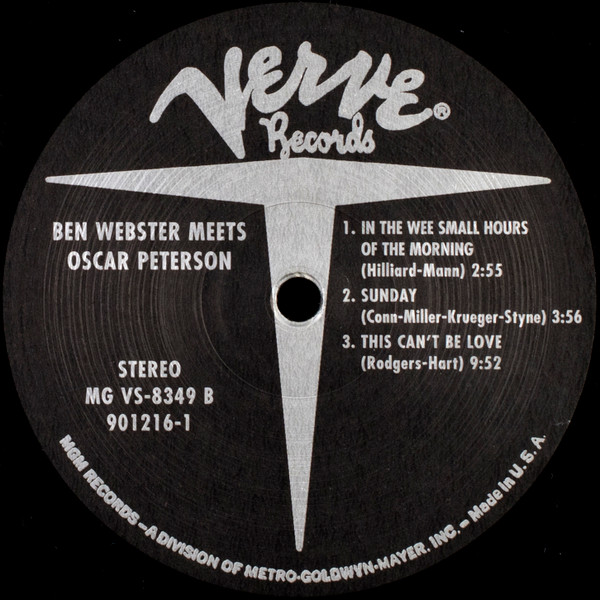 Verve®
Records
BEN WEBSTER MEETS
OSCAR PETERSON
STEREO
MG VS-8349 B
901216-1
1. IN THE WEE SMALL HOURS
OF THE MORNING
(Hilliard-Mann) 2:55
2. SUNDAY
(Conn-Miller-Krueger-Styne) 3:56
3. THIS CAN'T BE LOVE
(Rodgers-Hart) 9:52
MGM RECORDS—A DIVISION OF METRO-GOLDWYN-MAYER. INC.—Made in U. S. A.